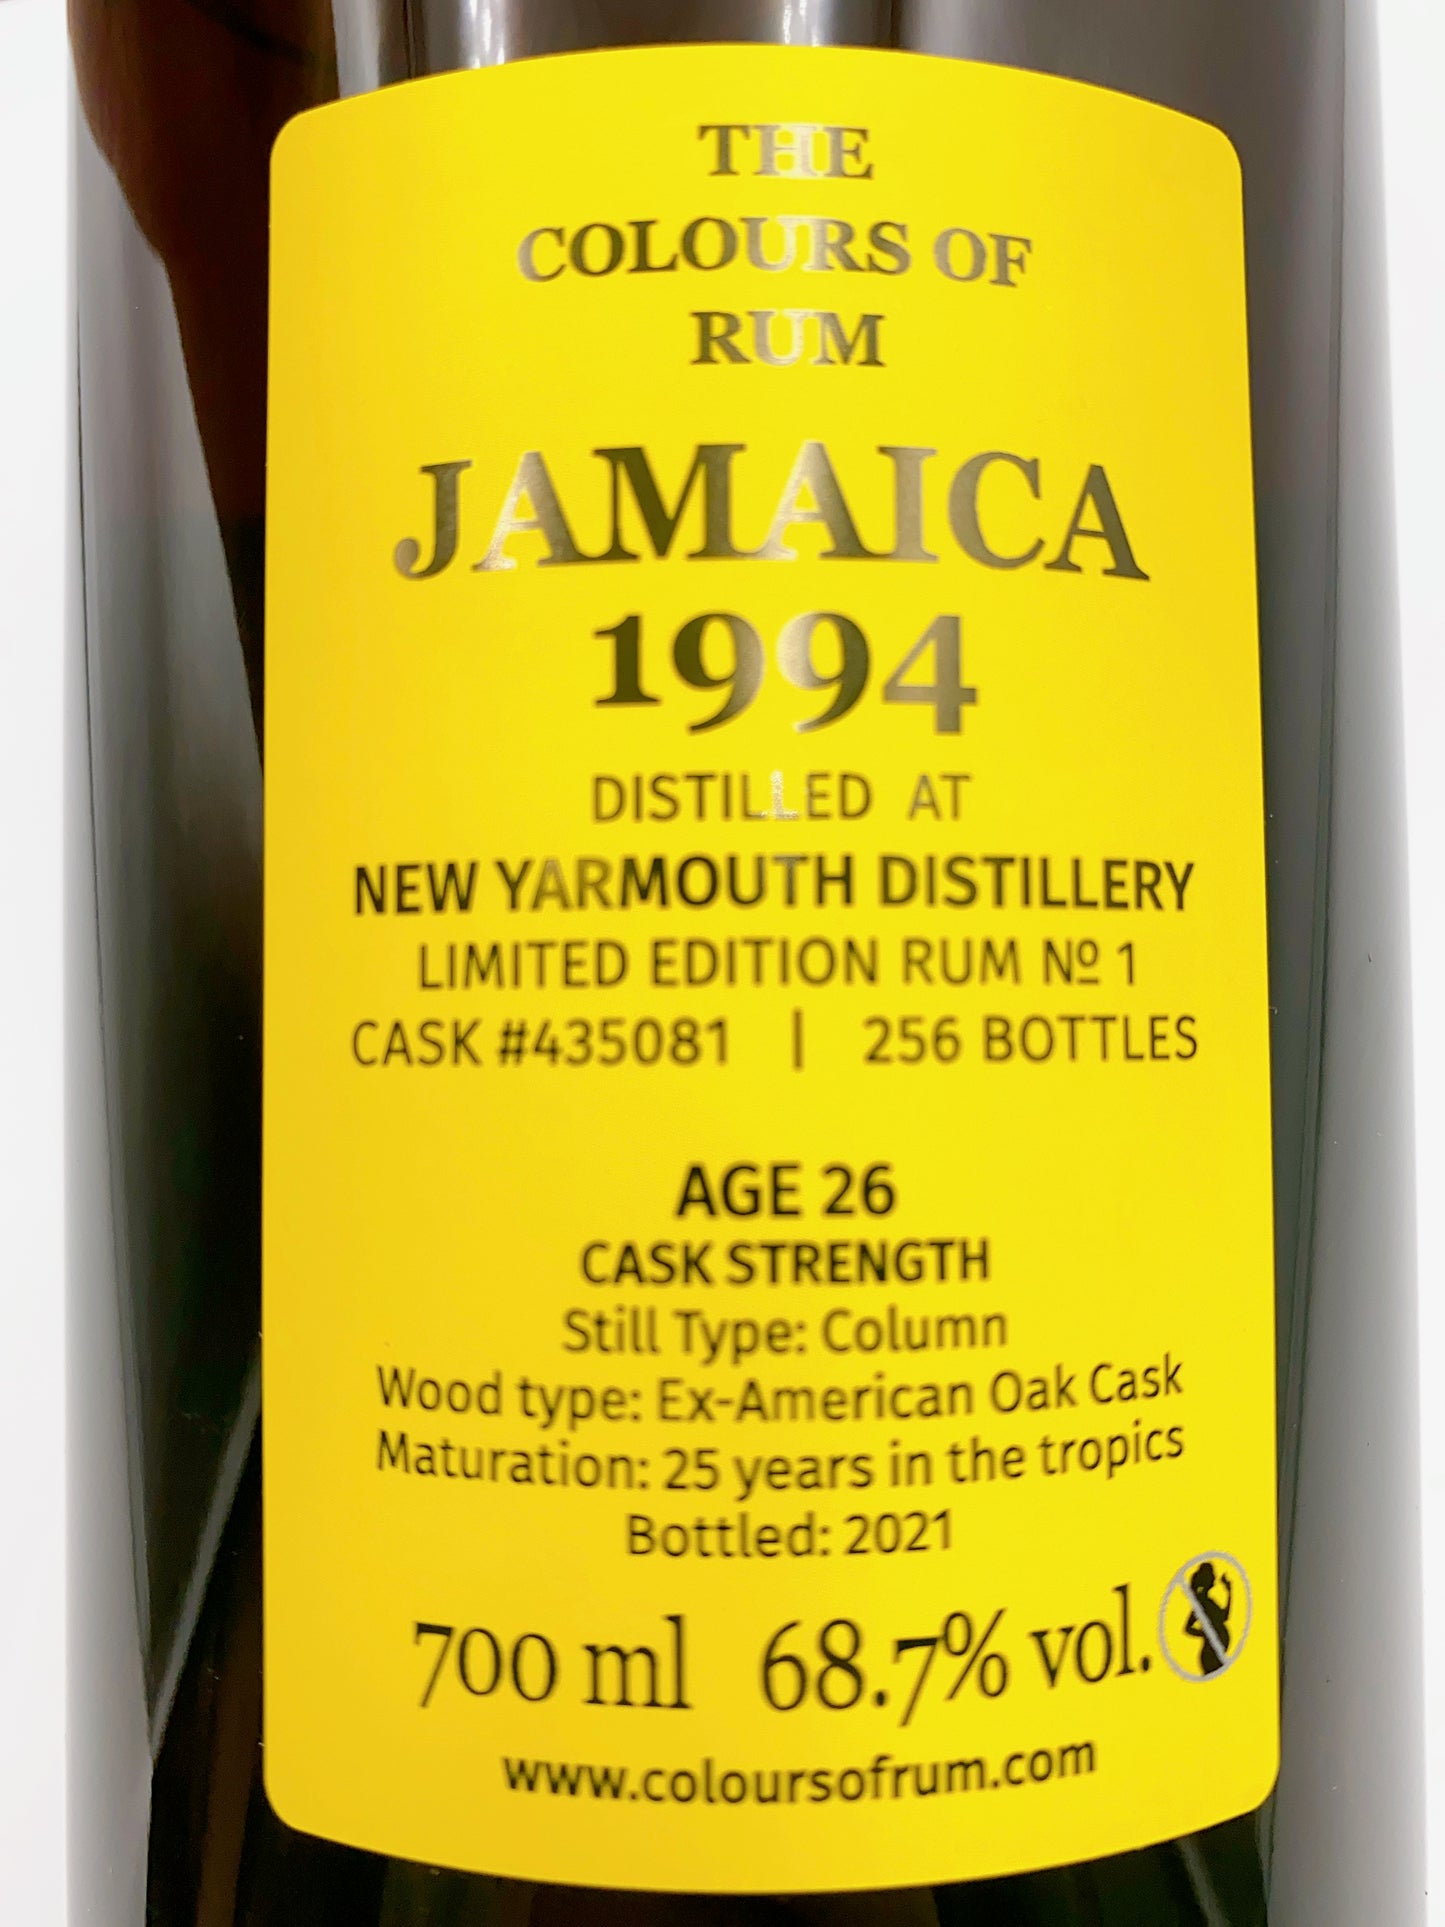 THE
COLOURS OF
RUM
JAMAICA
1994
DISTILLED AT
NEW YARMOUTH DISTILLERY
LIMITED EDITION RUM Nº 1
CASK #435081 | 256 BOTTLES
AGE 26
CASK STRENGTH
Still Type: Column
Wood type: Ex-American Oak Cask
Maturation: 25 years in the tropics
Bottled: 2021
700 ml 68.7% vol.
www.coloursofrum.com